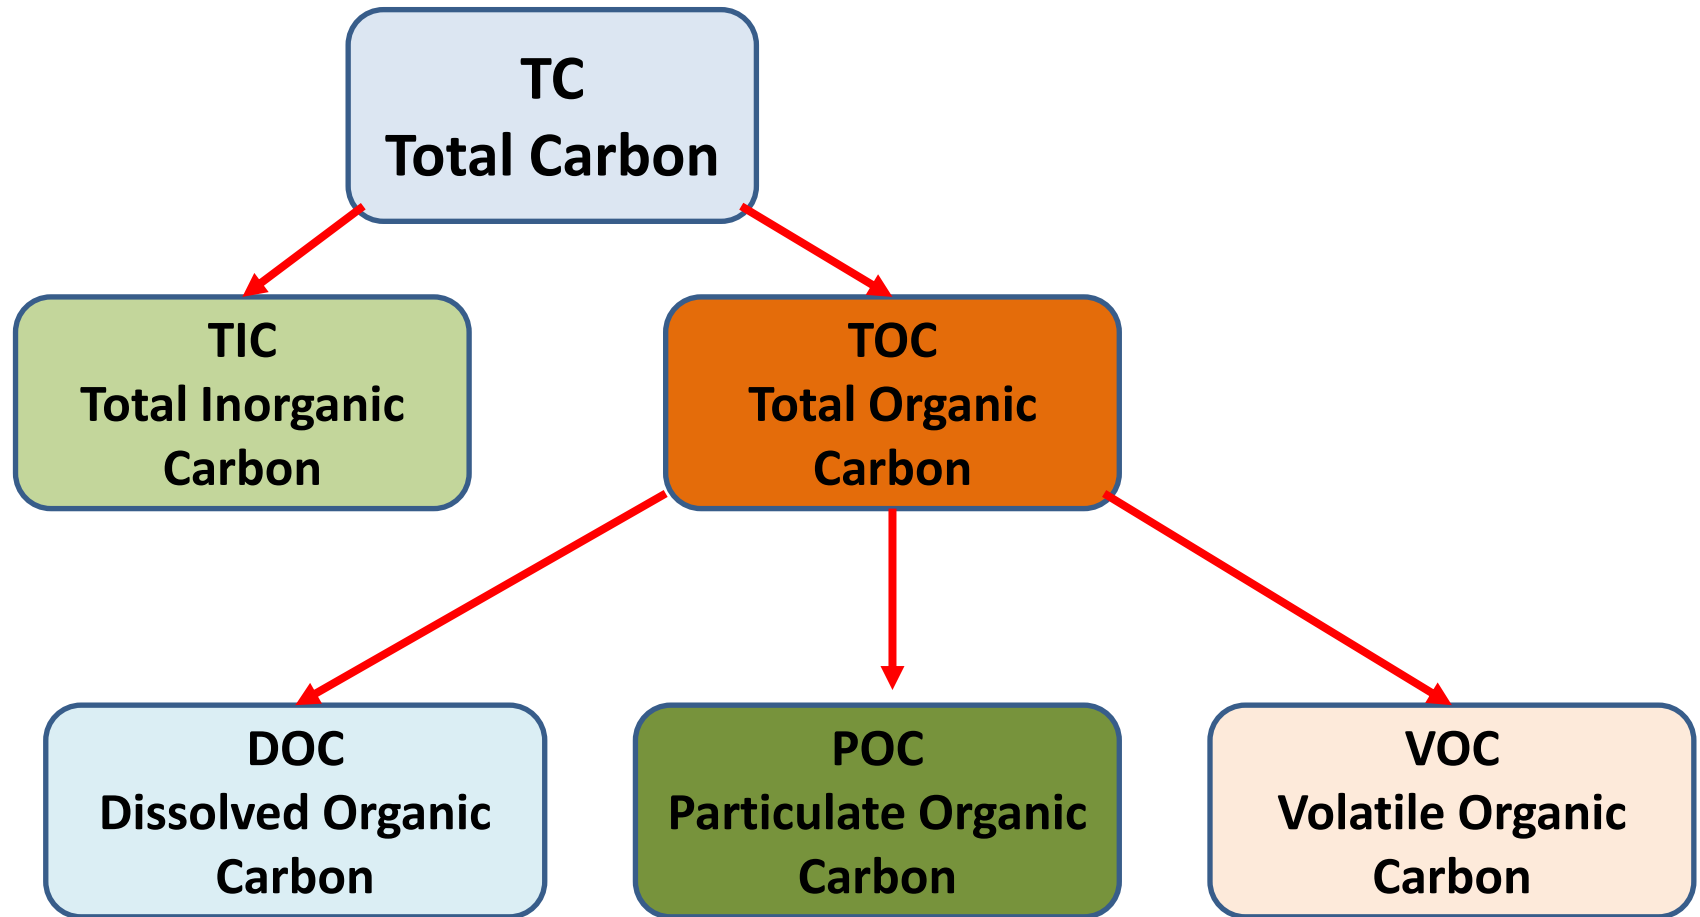 TC
Total Carbon
TIC
Total Inorganic
Carbon
TOC
Total Organic
Carbon
DOC
Dissolved Organic
Carbon
POC
Particulate Organic
Carbon
VOC
Volatile Organic
Carbon